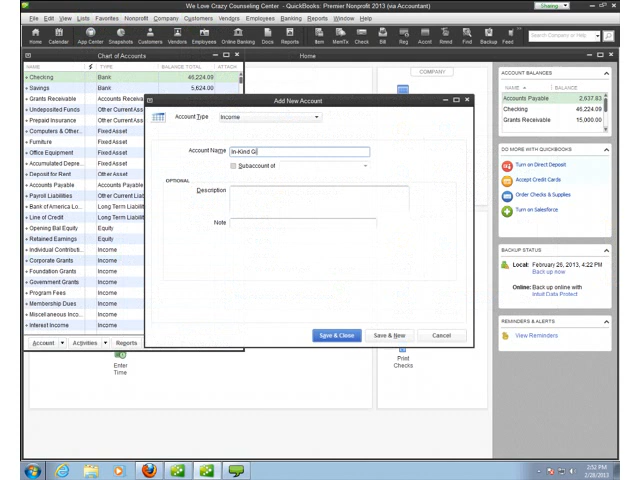 We Love Crazy Counseling Center - QuickBooks: Premier Nonprofit 2013 (via Accountant)
Sharing
File Edit View Lists Favorites Nonprofit Company Customers Vendors Employees Banking Reports Window Help
Home Calendar App Center Snapshots Customers Vendors Employees Online Banking Docs Reports Item MemTx Check Bill Reg Accnt Rmnd Find Backup Feed
Search Company or Help
Chart of Accounts
NAME TYPE BALANCE TOTAL ATTACH
Checking Bank 46,224.09
Savings Bank 5,624.00
Grants Receivable Accounts Receiva
Undeposited Funds Other Current Ass
Prepaid Insurance Other Current Ass
Computers & Other... Fixed Asset
Furniture Fixed Asset
Office Equipment Fixed Asset
Accumulated Depre... Fixed Asset
Deposit for Rent Other Asset
Accounts Payable Accounts Payable
Payroll Liabilities Other Current Liab
Bank of America Lo... Long Term Liabilit
Line of Credit Long Term Liabilit
Opening Bal Equity Equity
Retained Earnings Equity
Individual Contributi... Income
Corporate Grants Income
Foundation Grants Income
Government Grants Income
Program Fees Income
Membership Dues Income
Miscellaneous Inco... Income
Interest Income Income
Account Activities Reports
Home
COMPANY
Add New Account
Account Type Income
Account Name In-Kind Gi
Subaccount of
OPTIONAL
Description
Note
Save & Close Save & New Cancel
Enter
Time
Print
Checks
ACCOUNT BALANCES
NAME BALANCE
Accounts Payable 2,637.83
Checking 46,224.09
Grants Receivable 15,000.00
DO MORE WITH QUICKBOOKS
Turn on Direct Deposit
Accept Credit Cards
Order Checks & Supplies
Turn on Salesforce
BACKUP STATUS
Local: February 26, 2013, 4:22 PM
Back up now
Online: Back up online with
Intuit Data Protect
REMINDERS & ALERTS
View Reminders
2:52 PM
2/28/2013